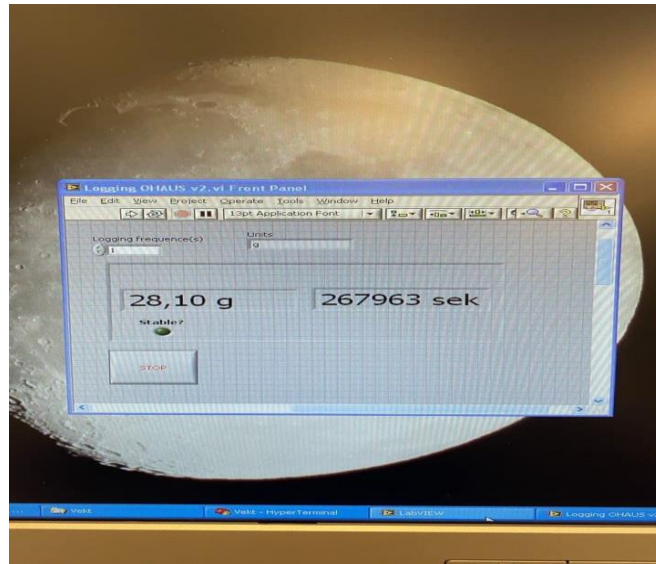 Logging OHAUS v2.vi Front Panel
File Edit View Project Operate Tools Window Help
13pt Application Font
Logging frequence(s)
Units
1
g
28,10 g
267963 sek
Stable?
STOP
Vekt
Vekt - HyperTerminal
LabVIEW
Logging OHAUS v